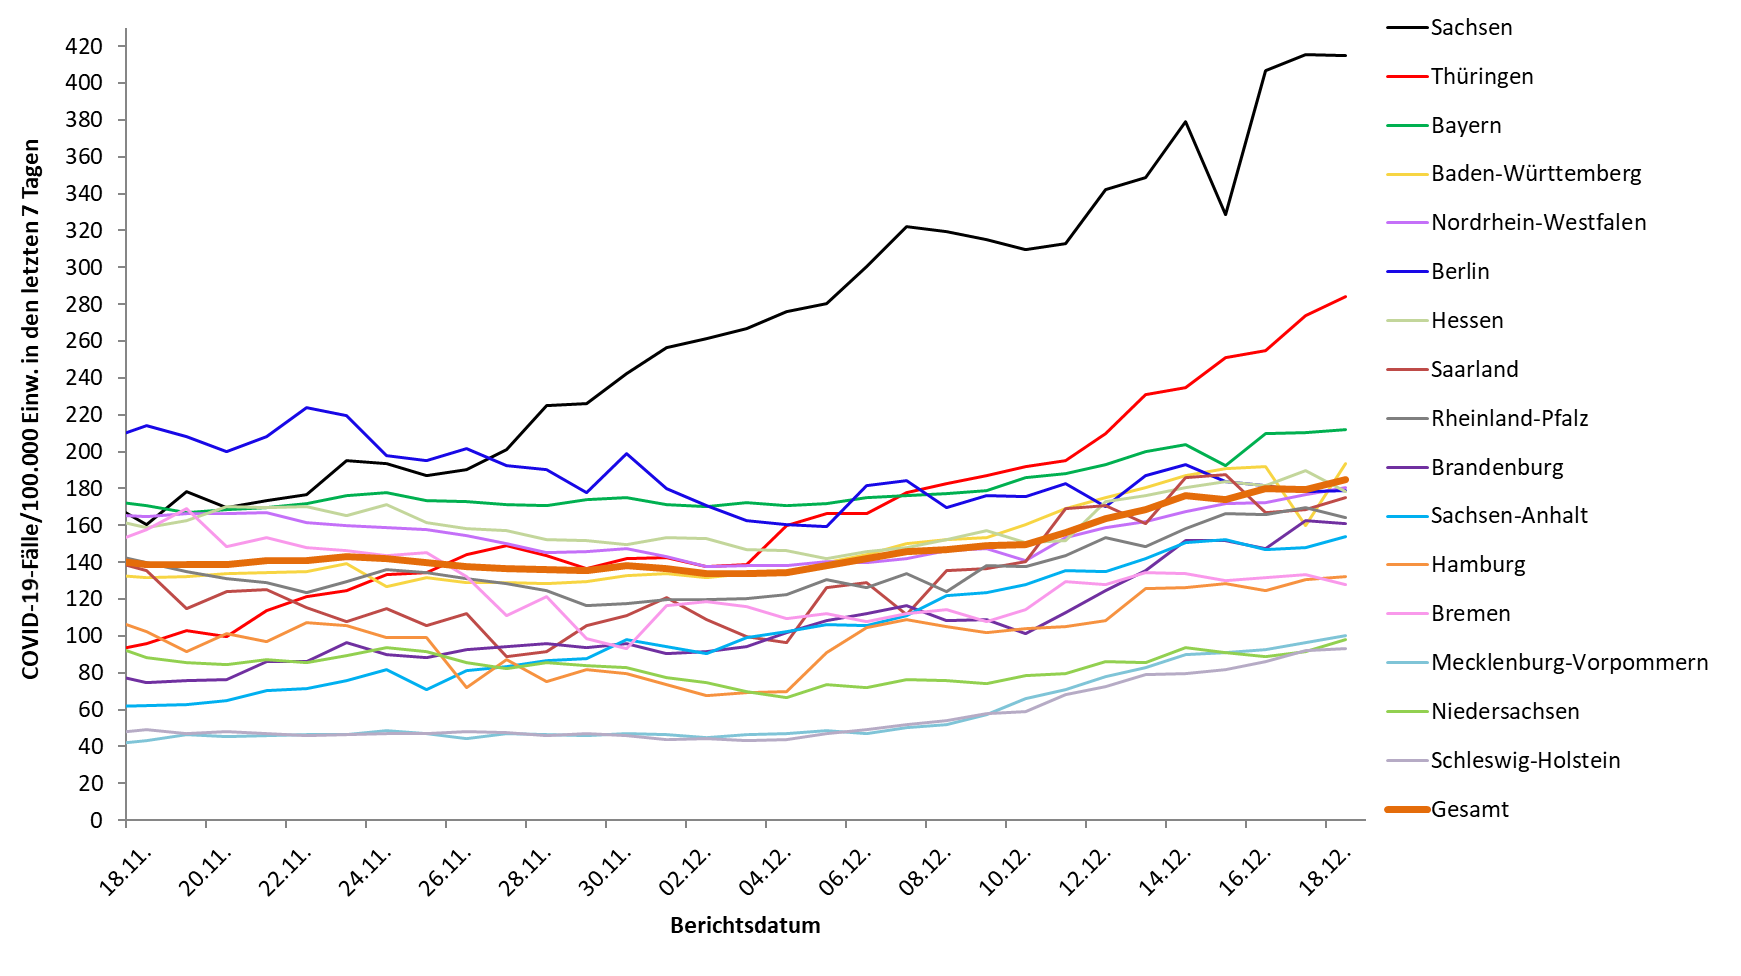 COVID-19-Fälle/100.000 Einw. in den letzten 7 Tagen
420
400
380
360
340
320
300
280
260
240
220
200
180
160
140
120
100
80
60
40
20
0
18.11.
20.11.
22.11.
24.11.
26.11.
28.11.
30.11.
02.12.
04.12.
06.12.
08.12.
10.12.
12.12.
14.12.
16.12.
18.12.
Berichtsdatum
Sachsen
Thüringen
Bayern
Baden-Württemberg
Nordrhein-Westfalen
Berlin
Hessen
Saarland
Rheinland-Pfalz
Brandenburg
Sachsen-Anhalt
Hamburg
Bremen
Mecklenburg-Vorpommern
Niedersachsen
Schleswig-Holstein
Gesamt